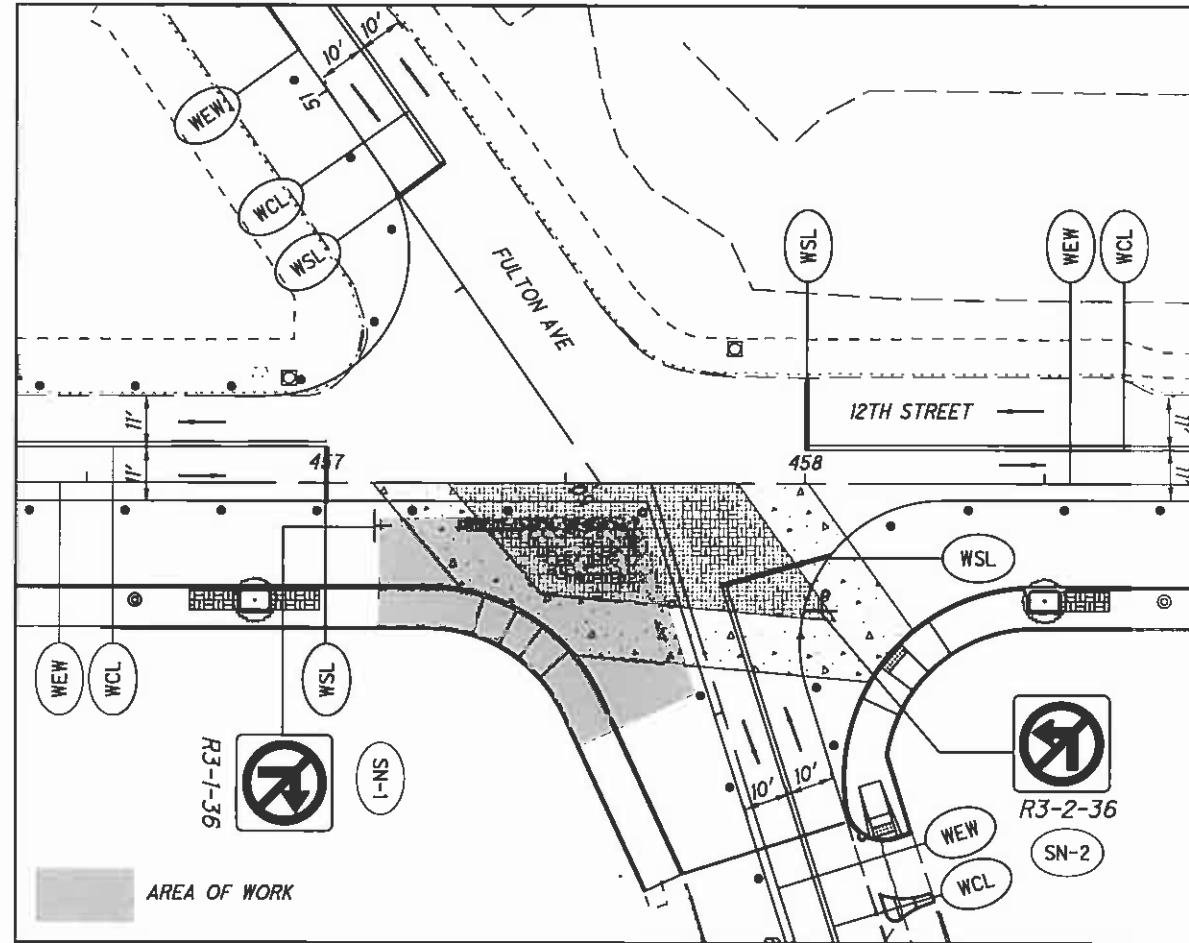 10'
10'
51
WEW
WCL
WSL
FULTON AVE
WSL
WEW
WCL
12TH STREET
11'
11'
11'
11'
457
458
WSL
WEW
WCL
WSL
R3-1-36
SN-1
10'
10'
R3-2-36
SN-2
WEW
WCL
AREA OF WORK